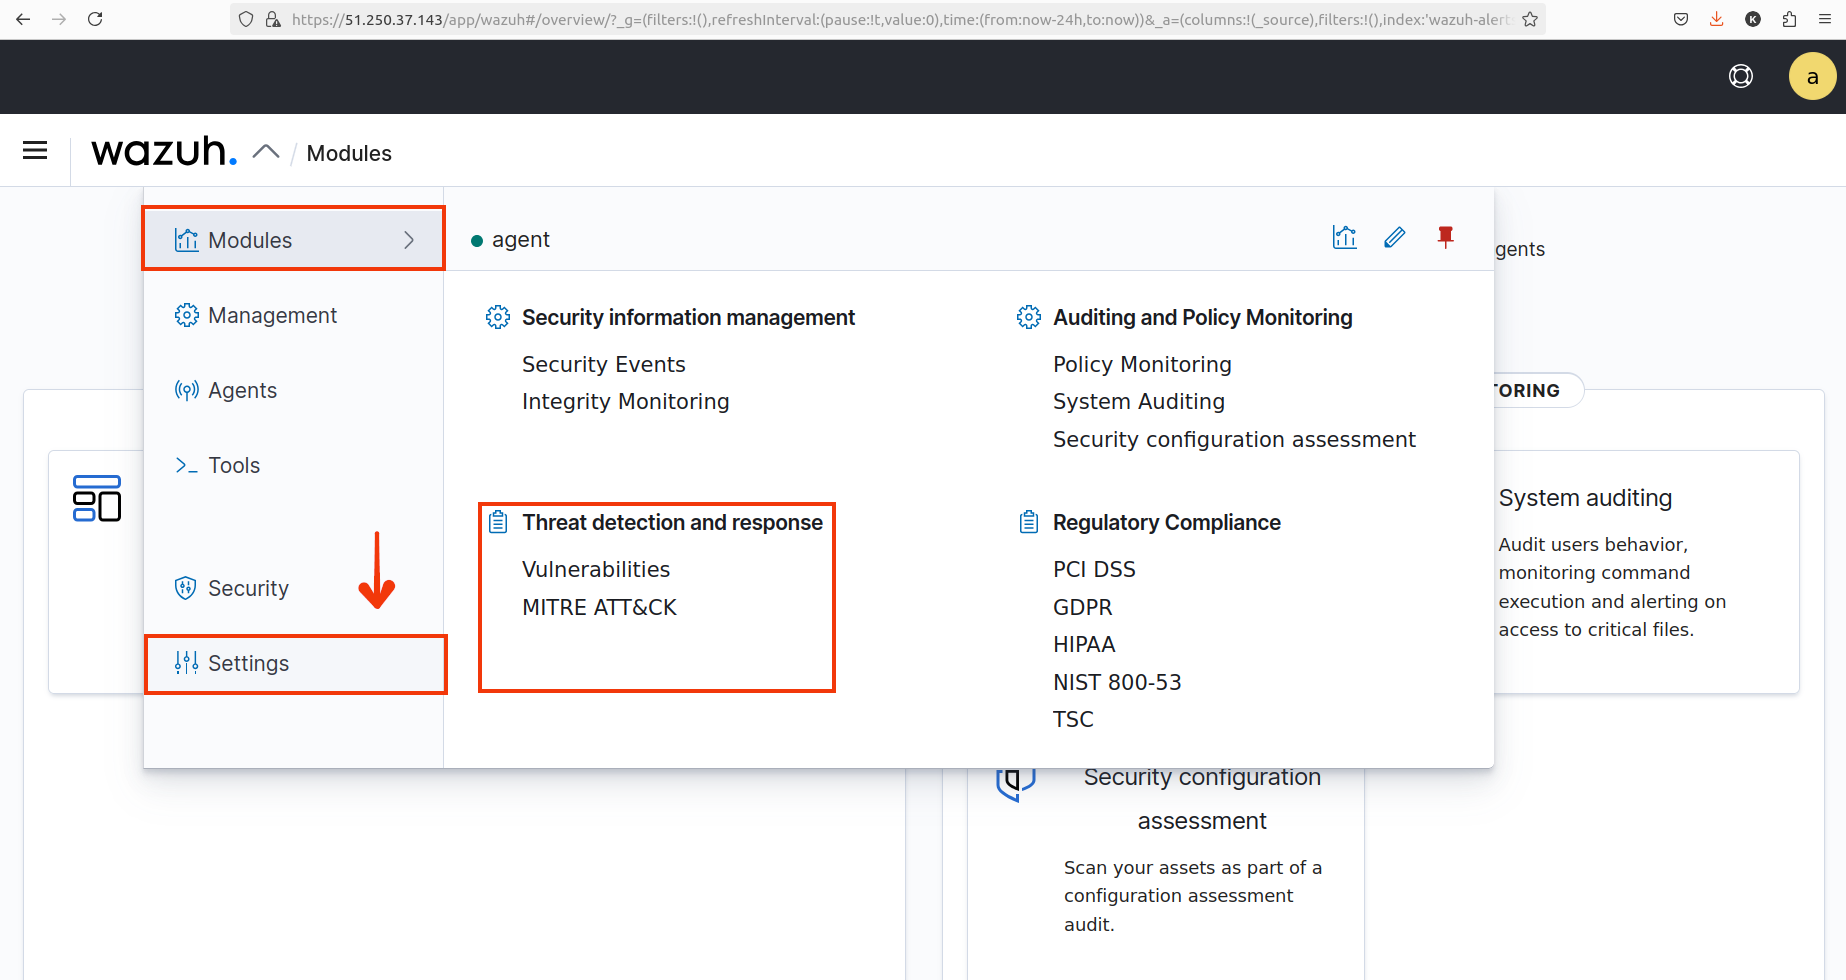 https://51.250.37.143/app/wazuh#/overview/?_g=(filters:!(),refreshInterval:(pause:!t,value:0),time:(from:now-24h,to:now))&_a=(columns:!(_source),filters:!(),index:'wazuh-alert
K
a
wazuh. / Modules
Modules
agent
gents
Management
Security information management
Auditing and Policy Monitoring
Security Events
Policy Monitoring
Agents
Integrity Monitoring
System Auditing
TORING
Security configuration assessment
Tools
System auditing
Threat detection and response
Regulatory Compliance
Audit users behavior,
monitoring command
execution and alerting on
access to critical files.
Vulnerabilities
PCI DSS
Security
MITRE ATT&CK
GDPR
HIPAA
Settings
NIST 800-53
TSC
Security configuration
assessment
Scan your assets as part of a
configuration assessment
audit.